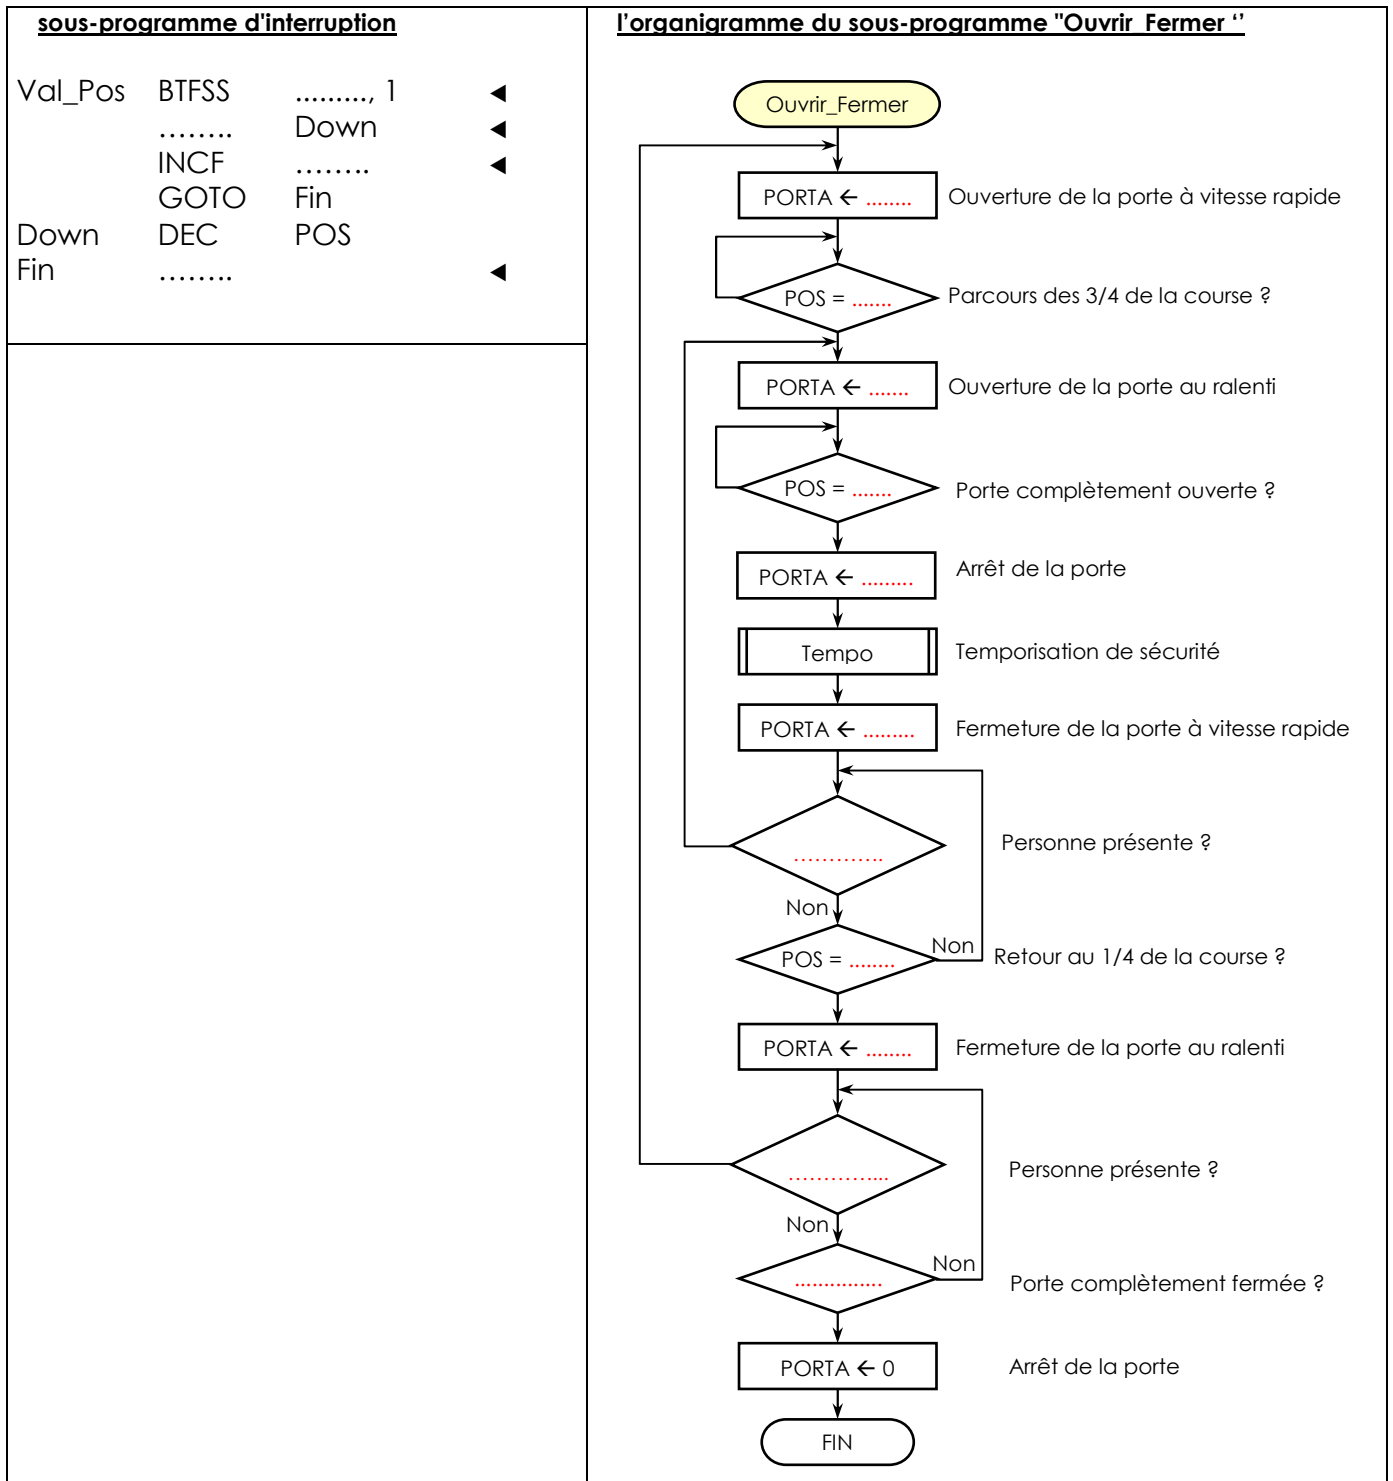 sous-programme d'interruption
Val_Pos BTFSS ........., 1 ◄
…….. Down ◄
INCF …….. ◄
GOTO Fin
Down DEC POS
Fin …….. ◄
l’organigramme du sous-programme "Ouvrir_Fermer ‘’
Ouvrir_Fermer
PORTA ← ........ Ouverture de la porte à vitesse rapide
POS = ....... Parcours des 3/4 de la course ?
PORTA ← ....... Ouverture de la porte au ralenti
POS = ....... Porte complètement ouverte ?
PORTA ← ......... Arrêt de la porte
Tempo Temporisation de sécurité
PORTA ← ......... Fermeture de la porte à vitesse rapide
…………. Personne présente ?
Non
POS = ........ Non Retour au 1/4 de la course ?
PORTA ← ........ Fermeture de la porte au ralenti
…………... Personne présente ?
Non
............... Non Porte complètement fermée ?
PORTA ← 0 Arrêt de la porte
FIN